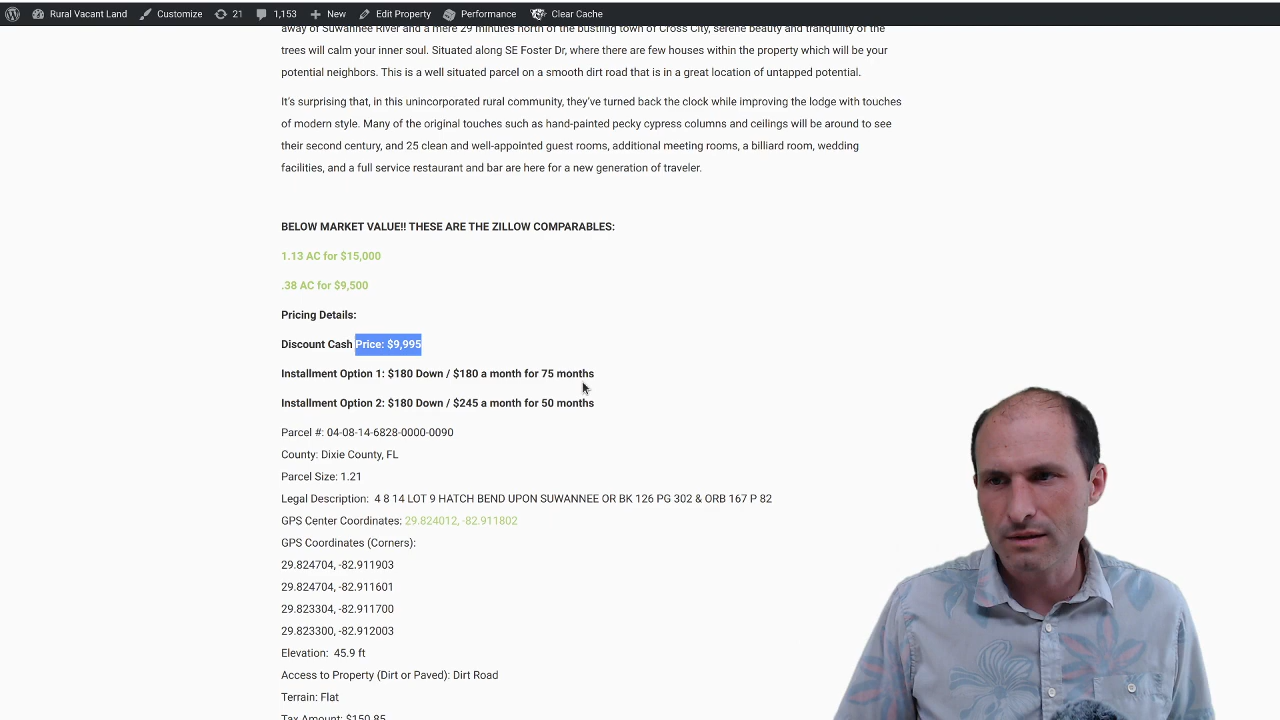 Rural Vacant Land Customize 21 1,153 New Edit Property Performance Clear Cache
away of Suwannee River and a mere 29 minutes north of the bustling town of Cross City, serene beauty and tranquility of the
trees will calm your inner soul. Situated along SE Foster Dr, where there are few houses within the property which will be your
potential neighbors. This is a well situated parcel on a smooth dirt road that is in a great location of untapped potential.
It's surprising that, in this unincorporated rural community, they've turned back the clock while improving the lodge with touches
of modern style. Many of the original touches such as hand-painted pecky cypress columns and ceilings will be around to see
their second century, and 25 clean and well-appointed guest rooms, additional meeting rooms, a billiard room, wedding
facilities, and a full service restaurant and bar are here for a new generation of traveler.
BELOW MARKET VALUE!! THESE ARE THE ZILLOW COMPARABLES:
1.13 AC for $15,000
.38 AC for $9,500
Pricing Details:
Discount Cash Price: $9,995
Installment Option 1: $180 Down / $180 a month for 75 months
Installment Option 2: $180 Down / $245 a month for 50 months
Parcel #: 04-08-14-6828-0000-0090
County: Dixie County, FL
Parcel Size: 1.21
Legal Description: 4 8 14 LOT 9 HATCH BEND UPON SUWANNEE OR BK 126 PG 302 & ORB 167 P 82
GPS Center Coordinates: 29.824012, -82.911802
GPS Coordinates (Corners):
29.824704, -82.911903
29.824704, -82.911601
29.823304, -82.911700
29.823300, -82.912003
Elevation: 45.9 ft
Access to Property (Dirt or Paved): Dirt Road
Terrain: Flat
Tax Amount: $150.85